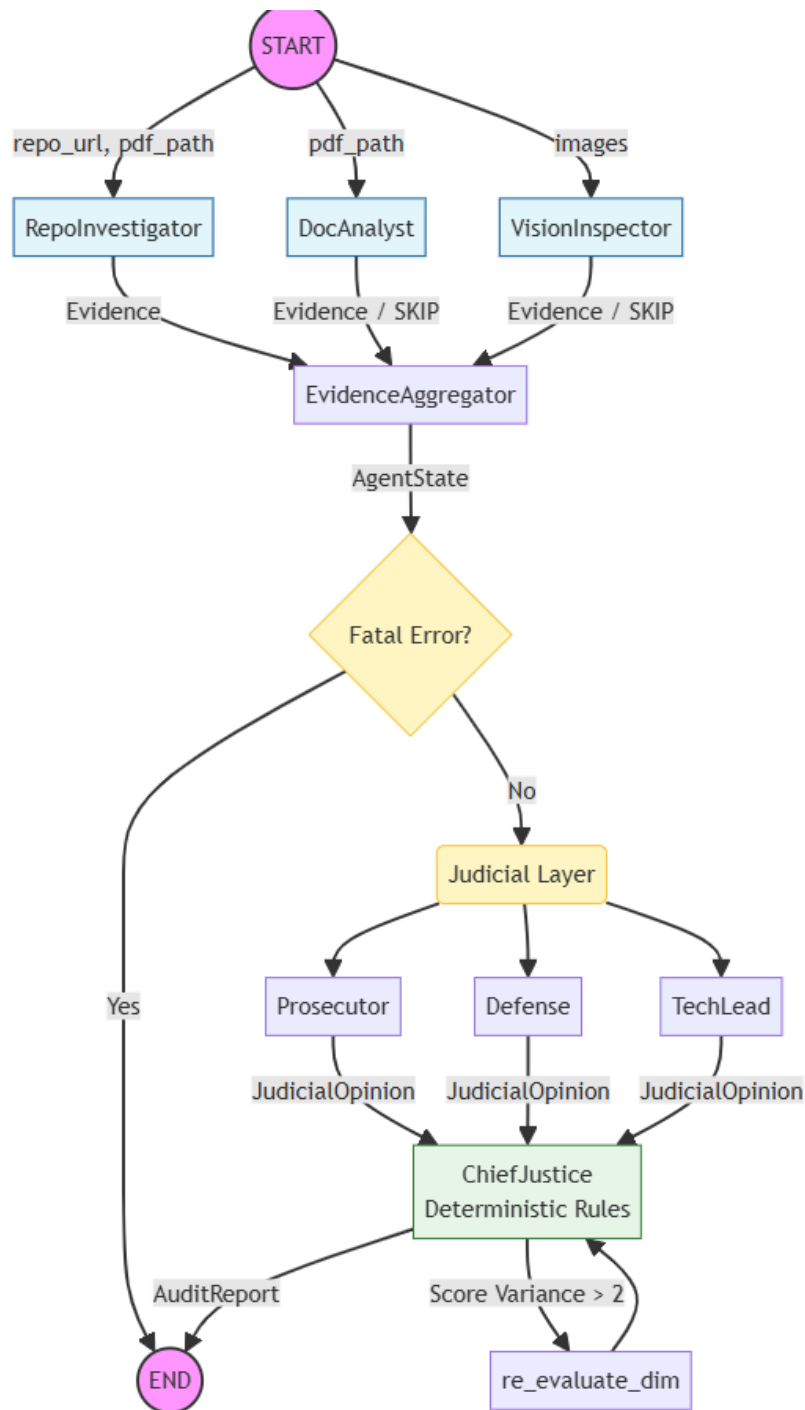 START
repo_url, pdf_path
pdf_path
images
RepoInvestigator
DocAnalyst
VisionInspector
Evidence
Evidence / SKIP
Evidence / SKIP
EvidenceAggregator
AgentState
Fatal Error?
No
Judicial Layer
Yes
Prosecutor
Defense
TechLead
JudicialOpinion
JudicialOpinion
JudicialOpinion
ChiefJustice
Deterministic Rules
AuditReport
Score Variance > 2
END
re_evaluate_dim